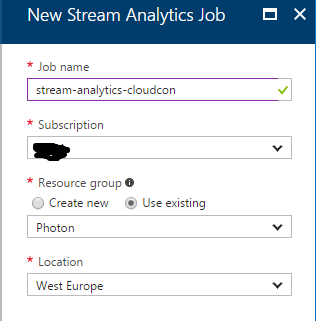 New Stream Analytics Job
* Job name
stream-analytics-cloudcon
* Subscription
* Resource group
Create new Use existing
Photon
* Location
West Europe